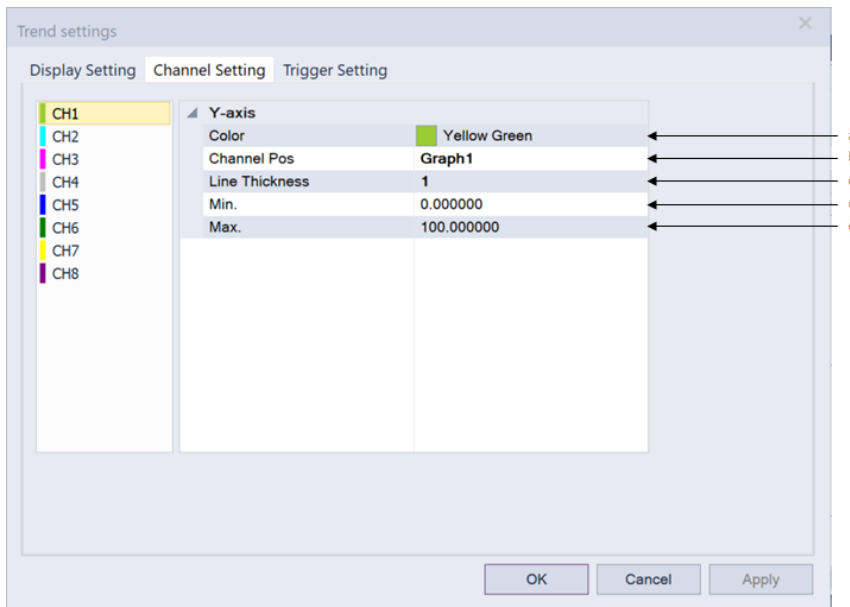 Trend settings
Display Setting Channel Setting Trigger Setting
CH1
CH2
CH3
CH4
CH5
CH6
CH7
CH8
Y-axis
Color Yellow Green
Channel Pos Graph1
Line Thickness 1
Min. 0.000000
Max. 100.000000
OK Cancel Apply